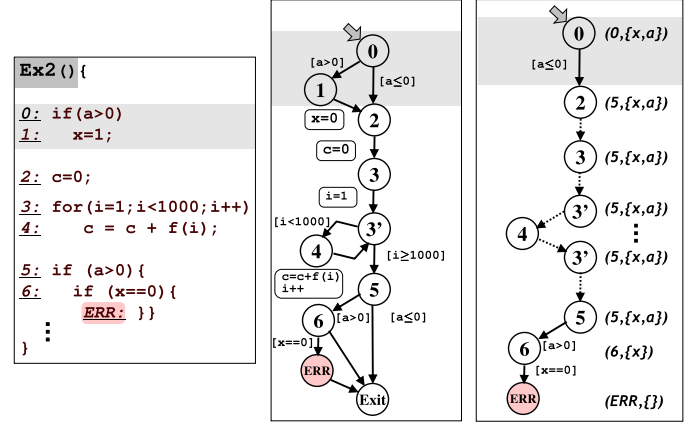 Ex2(){
0: if(a>0)
1: x=1;
2: c=0;
3: for(i=1;i<1000;i++)
4: c = c + f(i);
5: if (a>0){
6: if (x==0){
ERR: }}
⋮
}
0
[a>0]
[a≤0]
1
x=0
2
c=0
3
i=1
[i<1000]
3'
4
[i≥1000]
c=c+f(i)
i++
5
6
[a>0]
[a≤0]
[x==0]
ERR
Exit
0 (0,{x,a})
[a≤0]
2 (5,{x,a})
3 (5,{x,a})
3' (5,{x,a})
4
⋮
3' (5,{x,a})
5 (5,{x,a})
6 [a>0] (6,{x})
[x==0]
ERR (ERR,{})